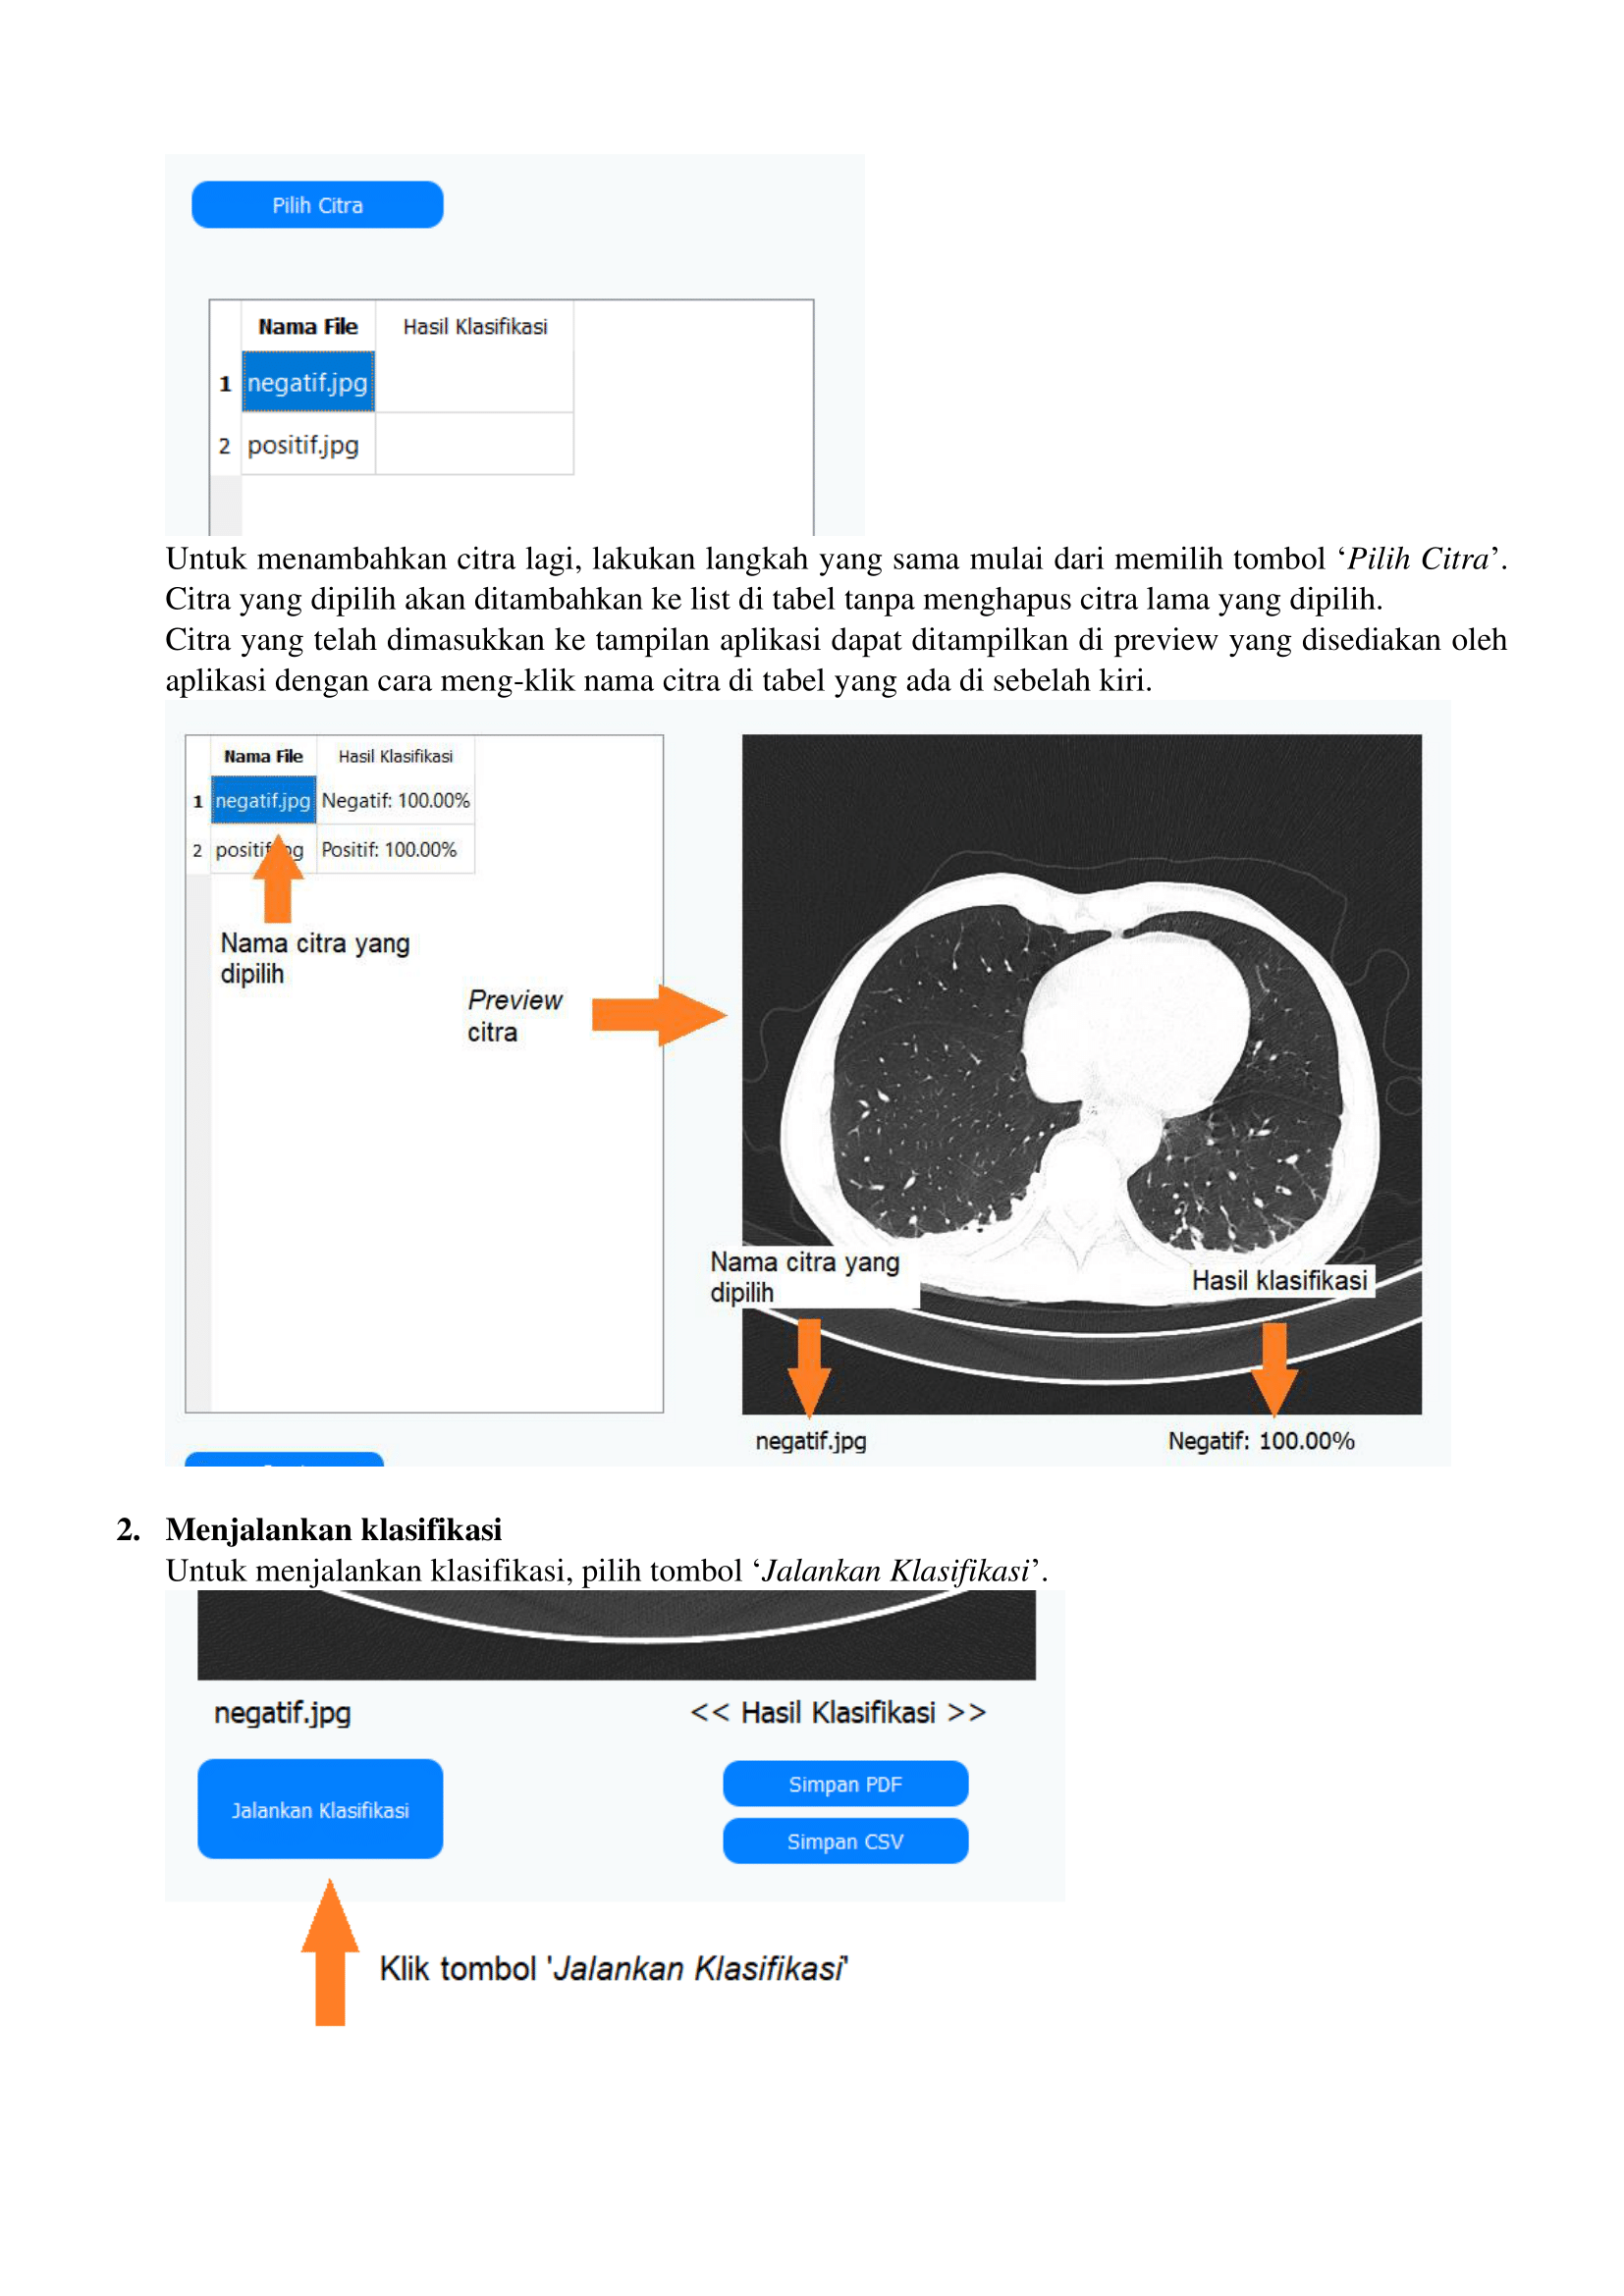 Pilih Citra
Nama File Hasil Klasifikasi
1 negatif.jpg
2 positif.jpg
Untuk menambahkan citra lagi, lakukan langkah yang sama mulai dari memilih tombol ‘Pilih Citra’.
Citra yang dipilih akan ditambahkan ke list di tabel tanpa menghapus citra lama yang dipilih.
Citra yang telah dimasukkan ke tampilan aplikasi dapat ditampilkan di preview yang disediakan oleh
aplikasi dengan cara meng-klik nama citra di tabel yang ada di sebelah kiri.
Nama File Hasil Klasifikasi
1 negatif.jpg Negatif: 100.00%
2 positif.jpg Positif: 100.00%
Nama citra yang
dipilih
Preview
citra
Nama citra yang
dipilih
Hasil klasifikasi
negatif.jpg Negatif: 100.00%
2. Menjalankan klasifikasi
Untuk menjalankan klasifikasi, pilih tombol ‘Jalankan Klasifikasi’.
negatif.jpg << Hasil Klasifikasi >>
Jalankan Klasifikasi
Simpan PDF
Simpan CSV
Klik tombol 'Jalankan Klasifikasi'